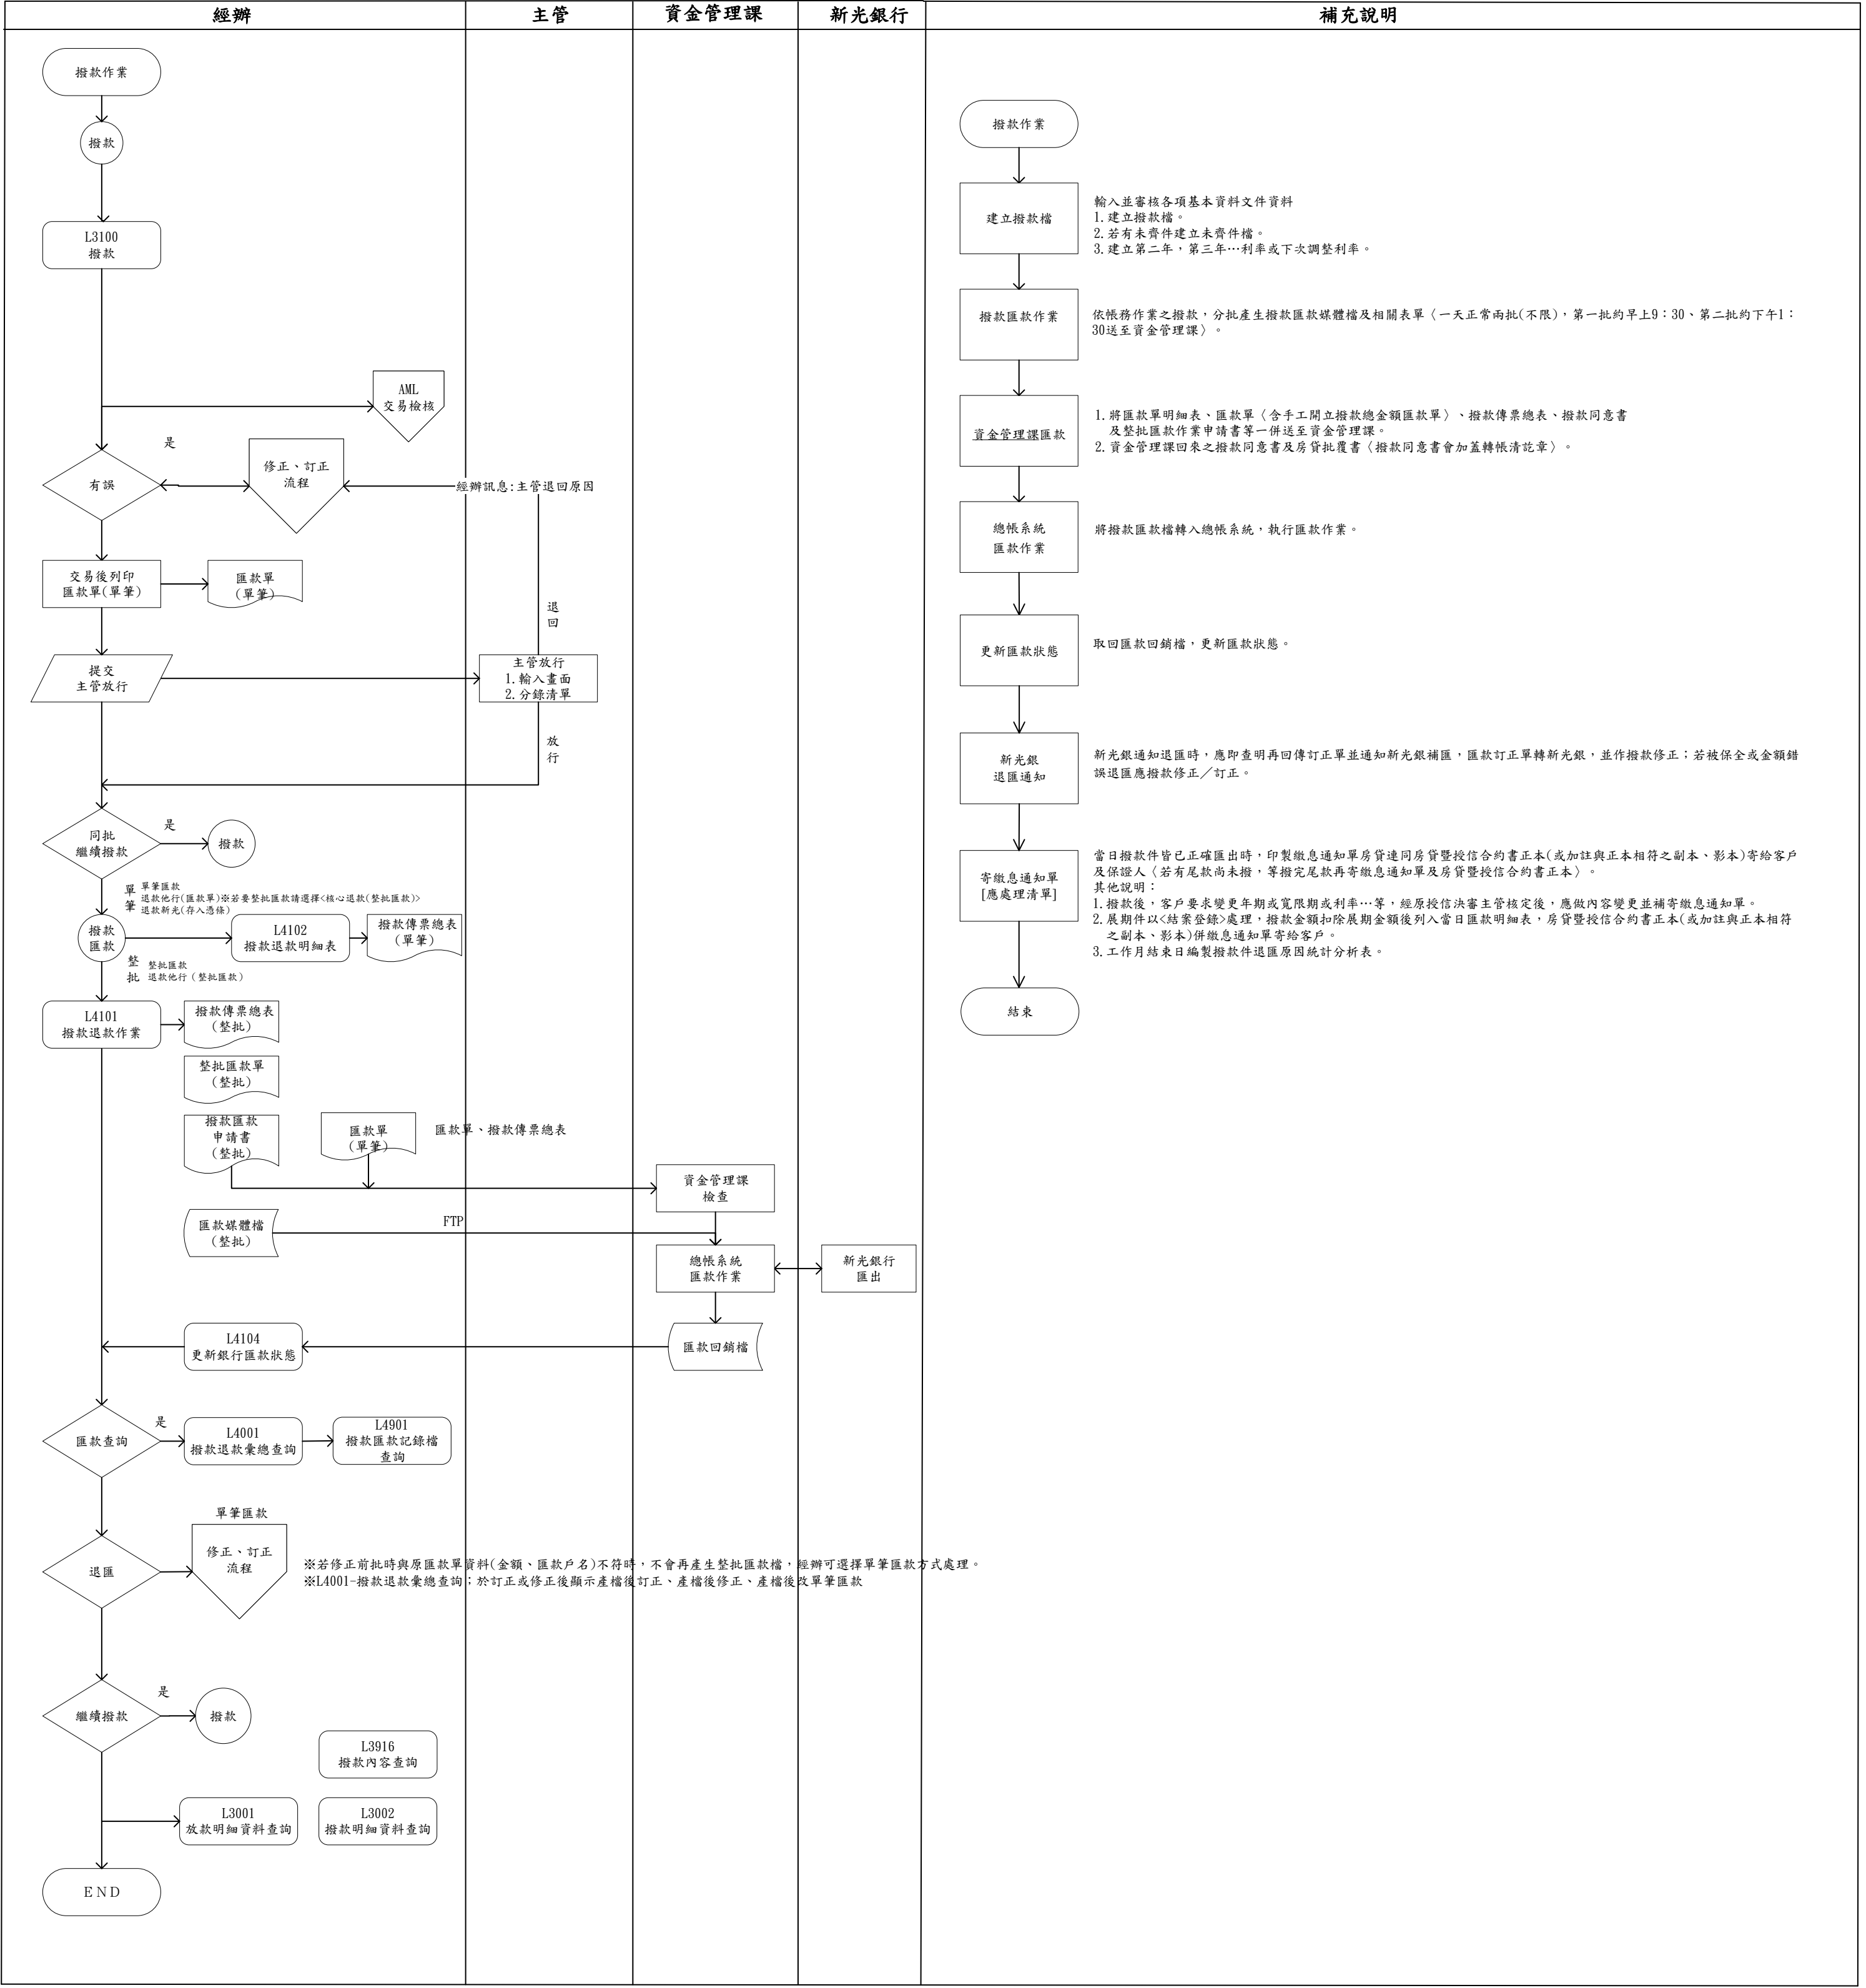 經辦
主管
資金管理課
新光銀行
補充說明
撥款作業
撥款
L3100
撥款
AML
交易檢核
是
有誤
修正、訂正
流程
經辦訊息:主管退回原因
交易後列印
匯款單(單筆)
匯款單
(單筆)
退
回
提交
主管放行
主管放行
1.輸入畫面
2.分錄清單
放
行
同批
繼續撥款
是
撥款
單
筆
單筆匯款
退款他行(匯款單)※若要整批匯款請選擇<核心退款(整批匯款)>
退款新光(存入憑條)
撥款
匯款
L4102
撥款退款明細表
撥款傳票總表
(單筆)
整
批
整批匯款
退款他行(整批匯款)
L4101
撥款退款作業
撥款傳票總表
(整批)
整批匯款單
(整批)
撥款匯款
申請書
(整批)
匯款單
(單筆)
匯款單、撥款傳票總表
資金管理課
檢查
匯款媒體檔
(整批)
FTP
總帳系統
匯款作業
新光銀行
匯出
L4104
更新銀行匯款狀態
匯款回銷檔
匯款查詢
是
L4001
撥款退款彙總查詢
L4901
撥款匯款記錄檔
查詢
單筆匯款
退匯
修正、訂正
流程
※若修正前批時與原匯款單資料(金額、匯款戶名)不符時，不會再產生整批匯款檔，經辦可選擇單筆匯款方式處理。
※L4001-撥款退款彙總查詢；於訂正或修正後顯示產檔後訂正、產檔後修正、產檔後改單筆匯款
繼續撥款
是
撥款
L3916
撥款內容查詢
L3001
放款明細資料查詢
L3002
撥款明細資料查詢
ＥＮＤ
撥款作業
建立撥款檔
輸入並審核各項基本資料文件資料
1.建立撥款檔。
2.若有未齊件建立未齊件檔。
3.建立第二年，第三年…利率或下次調整利率。
撥款匯款作業
依帳務作業之撥款，分批產生撥款匯款媒體檔及相關表單〈一天正常兩批(不限)，第一批約早上9：30、第二批約下午1：
30送至資金管理課〉。
資金管理課匯款
1.將匯款單明細表、匯款單〈含手工開立撥款總金額匯款單〉、撥款傳票總表、撥款同意書
及整批匯款作業申請書等一併送至資金管理課。
2.資金管理課回來之撥款同意書及房貸批覆書〈撥款同意書會加蓋轉帳清訖章〉。
總帳系統
匯款作業
將撥款匯款檔轉入總帳系統，執行匯款作業。
更新匯款狀態
取回匯款回銷檔，更新匯款狀態。
新光銀
退匯通知
新光銀通知退匯時，應即查明再回傳訂正單並通知新光銀補匯，匯款訂正單轉新光銀，並作撥款修正；若被保全或金額錯
誤退匯應撥款修正／訂正。
寄繳息通知單
[應處理清單]
當日撥款件皆已正確匯出時，印製繳息通知單房貸連同房貸暨授信合約書正本(或加註與正本相符之副本、影本)寄給客戶
及保證人〈若有尾款尚未撥，等撥完尾款再寄繳息通知單及房貸暨授信合約書正本〉。
其他說明：
1.撥款後，客戶要求變更年期或寬限期或利率…等，經原授信決審主管核定後，應做內容變更並補寄繳息通知單。
2.展期件以<結案登錄>處理，撥款金額扣除展期金額後列入當日匯款明細表，房貸暨授信合約書正本(或加註與正本相符
之副本、影本)併繳息通知單寄給客戶。
3.工作月結束日編製撥款件退匯原因統計分析表。
結束